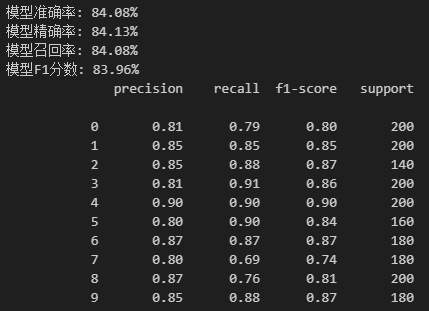 模型准确率: 84.08%
模型精确率: 84.13%
模型召回率: 84.08%
模型F1分数: 83.96%
precision recall f1-score support
0 0.81 0.79 0.80 200
1 0.85 0.85 0.85 200
2 0.85 0.88 0.87 140
3 0.81 0.91 0.86 200
4 0.90 0.90 0.90 200
5 0.80 0.90 0.84 160
6 0.87 0.87 0.87 180
7 0.80 0.69 0.74 180
8 0.87 0.76 0.81 200
9 0.85 0.88 0.87 180